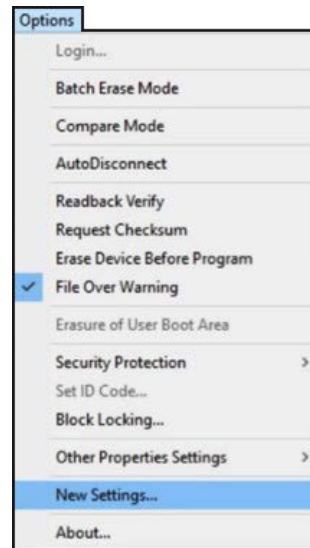 Options
Login...
Batch Erase Mode
Compare Mode
AutoDisconnect
Readback Verify
Request Checksum
Erase Device Before Program
File Over Warning
Erasure of User Boot Area
Security Protection
Set ID Code...
Block Locking...
Other Properties Settings
New Settings...
About...